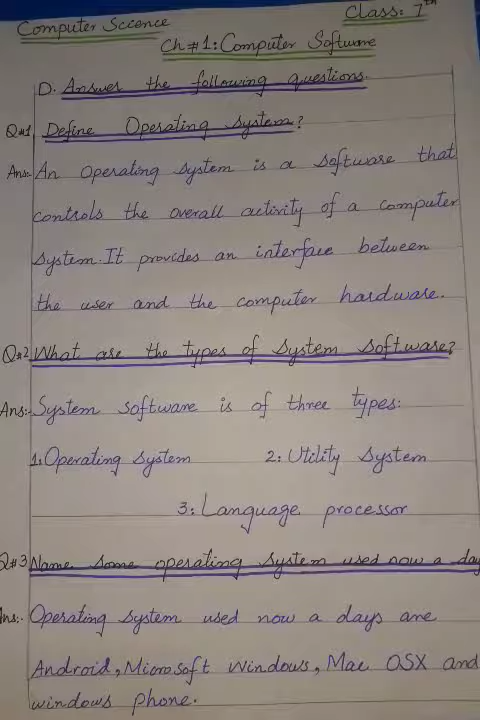 Computer Sccence Class: 7th
Ch#1: Computer Software
D. Answer the following questions.
Q#1 Define Operating System?
Ans:- An Operating System is a software that
controls the overall activity of a computer
system. It provides an interface between
the user and the computer hardware.
Q#2 What are the types of System Software?
Ans:- System software is of three types:
1: Operating System 2: Utility System
3: Language processor
Q#3 Name some operating System used now a day
Ans:- Operating System used now a days are
Android, Microsoft Windows, Mac OSX and
windows phone.